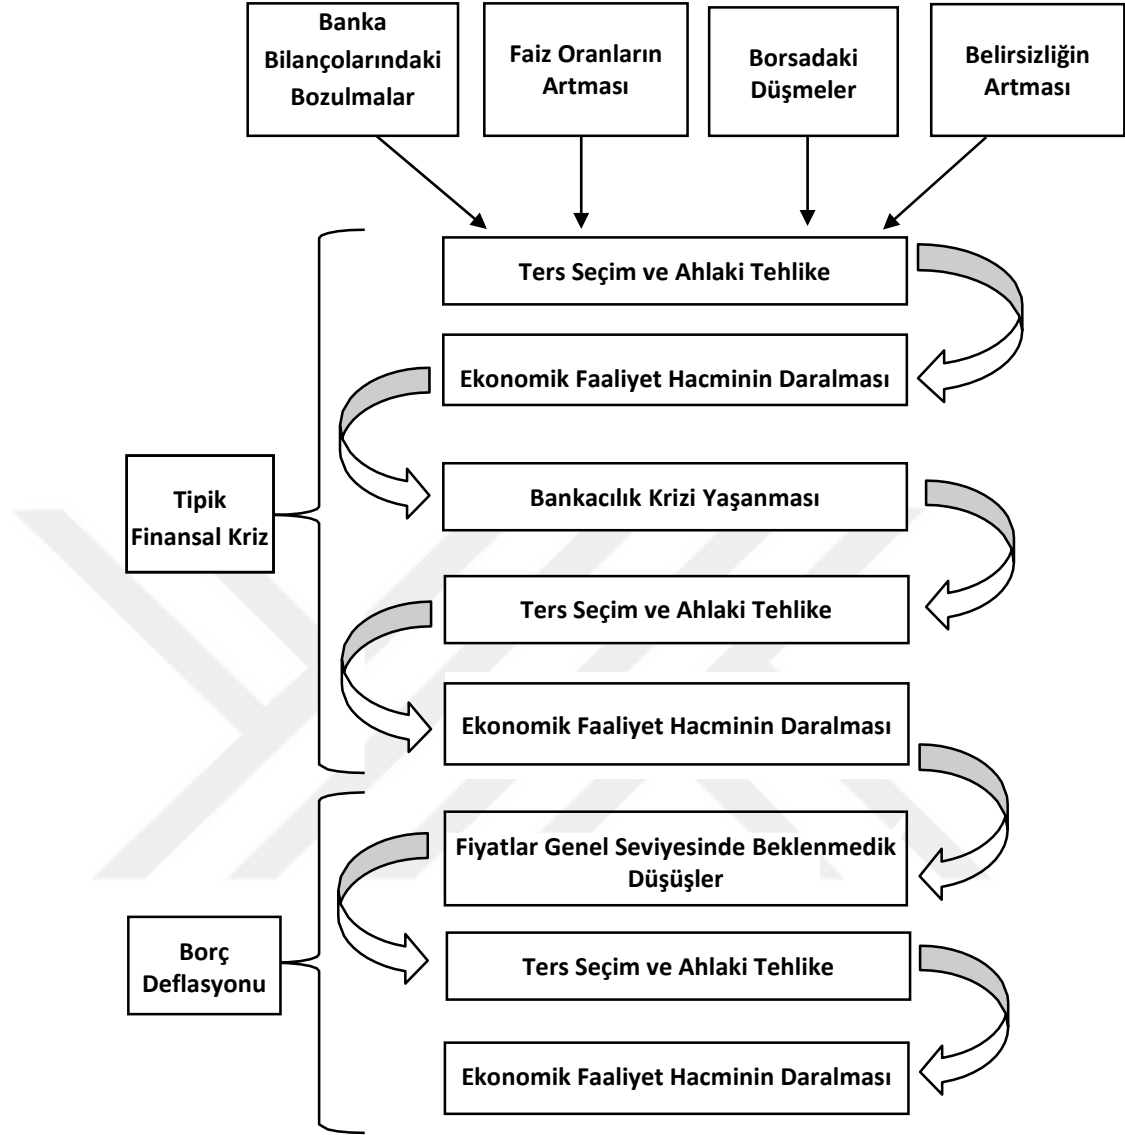 Banka
Bilançolarındaki
Bozulmalar
Faiz Oranların
Artması
Borsadaki
Düşmeler
Belirsizliğin
Artması
Ters Seçim ve Ahlaki Tehlike
Ekonomik Faaliyet Hacminin Daralması
Bankacılık Krizi Yaşanması
Tipik
Finansal Kriz
Ters Seçim ve Ahlaki Tehlike
Ekonomik Faaliyet Hacminin Daralması
Fiyatlar Genel Seviyesinde Beklenmedik
Düşüşler
Borç
Deflasyonu
Ters Seçim ve Ahlaki Tehlike
Ekonomik Faaliyet Hacminin Daralması